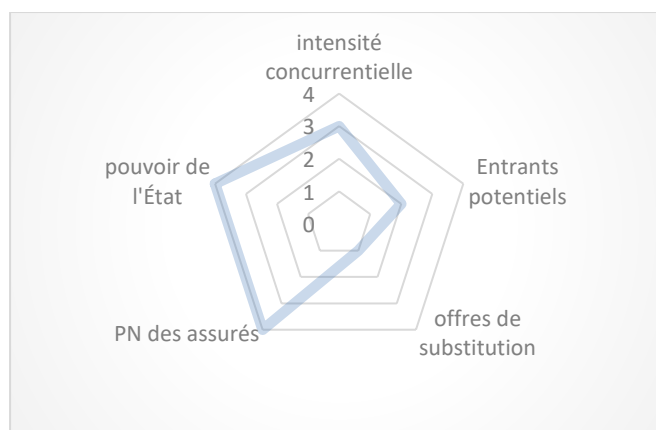 intensité
concurrentielle
4
3
2
1
0
Entrants
potentiels
offres de
substitution
PN des assurés
pouvoir de
l'État